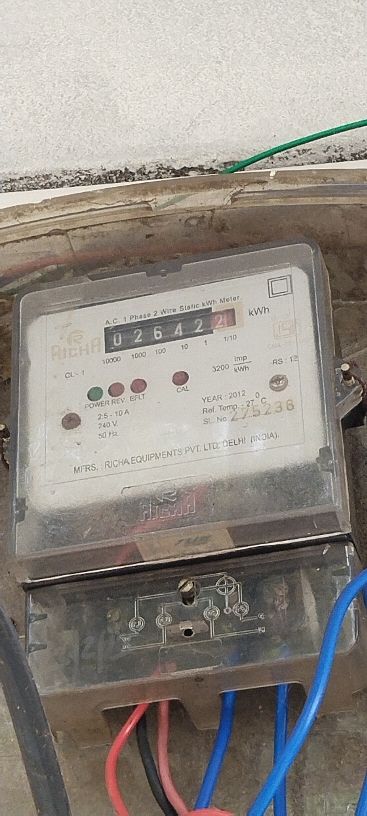 A.C. 1 Phase 2 Wire Static kWh Meter
RICHA
0 2 6 4 2 2 kWh
10000 1000 100 10 1 1/10
CL - 1
3200 imp/kWh
RS : 12
POWER REV. EFLT CAL
2.5 - 10 A
240 V.
50 Hz.
YEAR - 2012
Ref. Temp - 27 °C
SL. No. 275238
MFRS. : RICHA EQUIPMENTS PVT. LTD. DELHI (INDIA).
RICHA